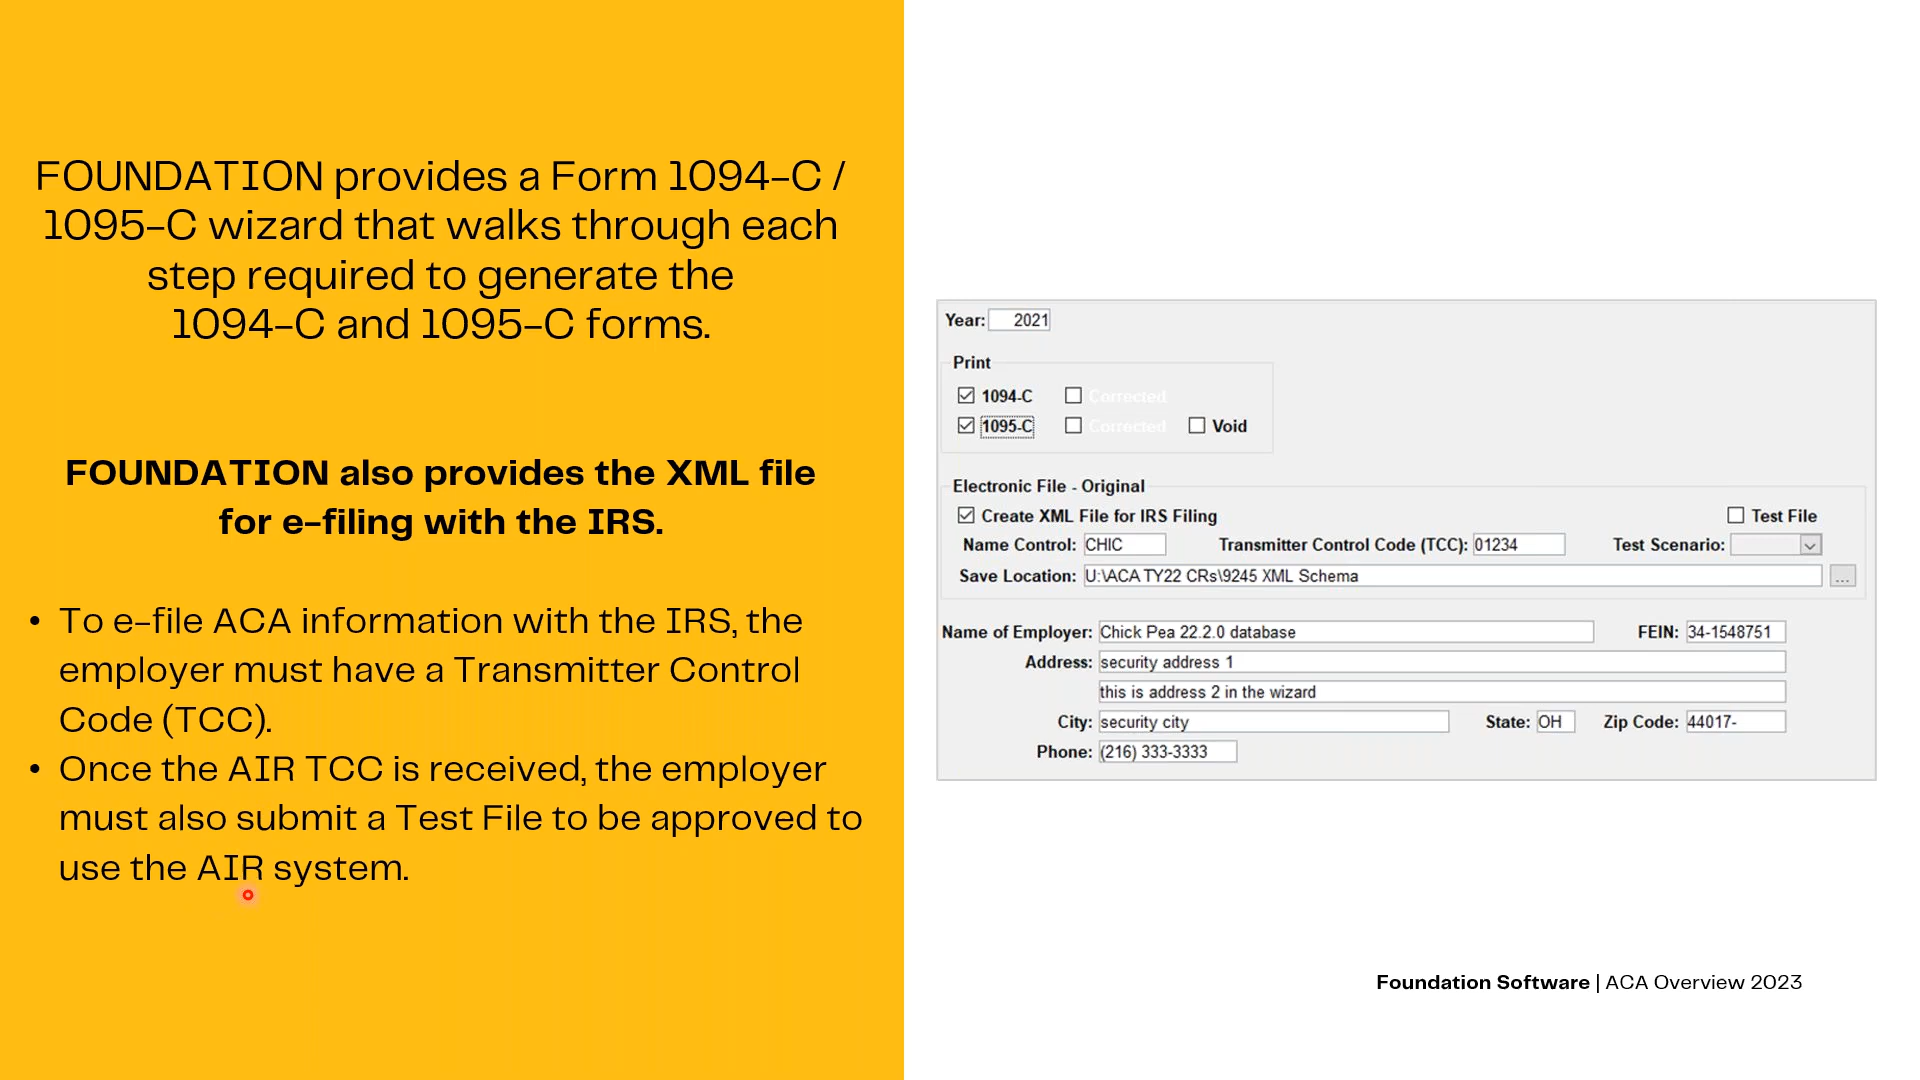 FOUNDATION provides a Form 1094-C /
1095-C wizard that walks through each
step required to generate the
1094-C and 1095-C forms.
FOUNDATION also provides the XML file
for e-filing with the IRS.
• To e-file ACA information with the IRS, the
employer must have a Transmitter Control
Code (TCC).
• Once the AIR TCC is received, the employer
must also submit a Test File to be approved to
use the AIR system.
Year: 2021
Print
1094-C Corrected
1095-C Corrected Void
Electronic File - Original
Create XML File for IRS Filing Test File
Name Control: CHIC Transmitter Control Code (TCC): 01234 Test Scenario:
Save Location: U:\ACA TY22 CRs\9245 XML Schema ...
Name of Employer: Chick Pea 22.2.0 database FEIN: 34-1548751
Address: security address 1
this is address 2 in the wizard
City: security city State: OH Zip Code: 44017-
Phone: (216) 333-3333
Foundation Software | ACA Overview 2023